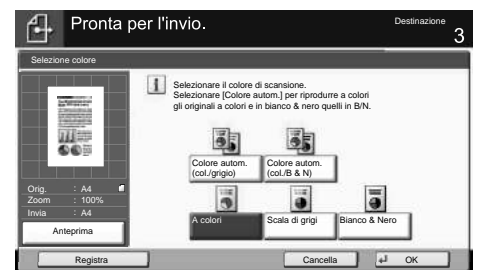 Pronta per l'invio.
Destinazione
3
Selezione colore
Selezionare il colore di scansione.
Selezionare [Colore autom.] per riprodurre a colori
gli originali a colori e in bianco & nero quelli in B/N.
Colore autom.
(col./grigio)
Colore autom.
(col./B & N)
Orig. : A4
Zoom : 100%
Invia : A4
A colori
Scala di grigi
Bianco & Nero
Anteprima
Registra
Cancella
OK